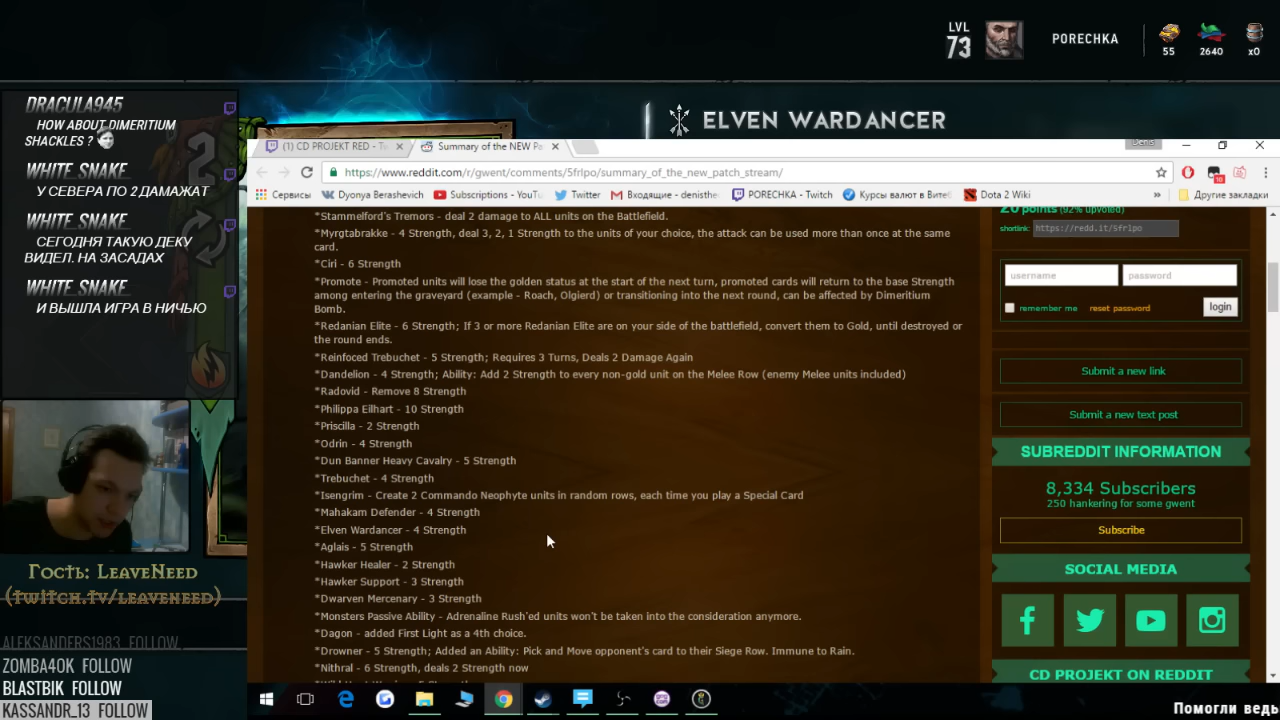 LVL
73
PORECHKA
55
2640
x0
DRACULA945
HOW ABOUT DIMERITIUM
SHACKLES ?
WHITE_SNAKE_
У СЕВЕРА ПО 2 ДАМАЖАТ
WHITE_SNAKE_
СЕГОДНЯ ТАКУЮ ДЕКУ
ВИДЕЛ. НА ЗАСАДАХ
WHITE_SNAKE_
И ВЫШЛА ИГРА В НИЧЬЮ
ELVEN WARDANCER
(1) CD PROJEKT RED - Tw
Summary of the NEW Pa
Denis
https://www.reddit.com/r/gwent/comments/5frlpo/summary_of_the_new_patch_stream/
Сервисы
Dyonya Berashevich
Subscriptions - YouTu
Twitter
Входящие - denisthe
PORECHKA - Twitch
Курсы валют в Витеб
Dota 2 Wiki
»
Другие закладки
*Stammelford's Tremors - deal 2 damage to ALL units on the Battlefield.
*Myrgtabrakke - 4 Strength, deal 3, 2, 1 Strength to the units of your choice, the attack can be used more than once at the same
card.
*Ciri - 6 Strength
*Promote - Promoted units will lose the golden status at the start of the next turn, promoted cards will return to the base Strength
among entering the graveyard (example - Roach, Olgierd) or transitioning into the next round, can be affected by Dimeritium
Bomb.
*Redanian Elite - 6 Strength; If 3 or more Redanian Elite are on your side of the battlefield, convert them to Gold, until destroyed or
the round ends.
*Reinfoced Trebuchet - 5 Strength; Requires 3 Turns, Deals 2 Damage Again
*Dandelion - 4 Strength; Ability: Add 2 Strength to every non-gold unit on the Melee Row (enemy Melee units included)
*Radovid - Remove 8 Strength
*Philippa Eilhart - 10 Strength
*Priscilla - 2 Strength
*Odrin - 4 Strength
*Dun Banner Heavy Cavalry - 5 Strength
*Trebuchet - 4 Strength
*Isengrim - Create 2 Commando Neophyte units in random rows, each time you play a Special Card
*Mahakam Defender - 4 Strength
*Elven Wardancer - 4 Strength
*Aglais - 5 Strength
*Hawker Healer - 2 Strength
*Hawker Support - 3 Strength
*Dwarven Mercenary - 3 Strength
*Monsters Passive Ability - Adrenaline Rush'ed units won't be taken into the consideration anymore.
*Dagon - added First Light as a 4th choice.
*Drowner - 5 Strength; Added an Ability: Pick and Move opponent's card to their Siege Row. Immune to Rain.
*Nithral - 6 Strength, deals 2 Strength now
20 points (92% upvoted)
shortlink: https://redd.it/5frlpo
username
password
remember me
reset password
login
Submit a new link
Submit a new text post
SUBREDDIT INFORMATION
8,334 Subscribers
250 hankering for some gwent
Subscribe
SOCIAL MEDIA
CD PROJEKT ON REDDIT
Гость: LeaveNeed
(twitch.tv/leaveneed)
ALEKSANDERS1983 FOLLOW
ZOMBA40K FOLLOW
BLASTBIK FOLLOW
KASSANDR_13 FOLLOW
Помогли ведь